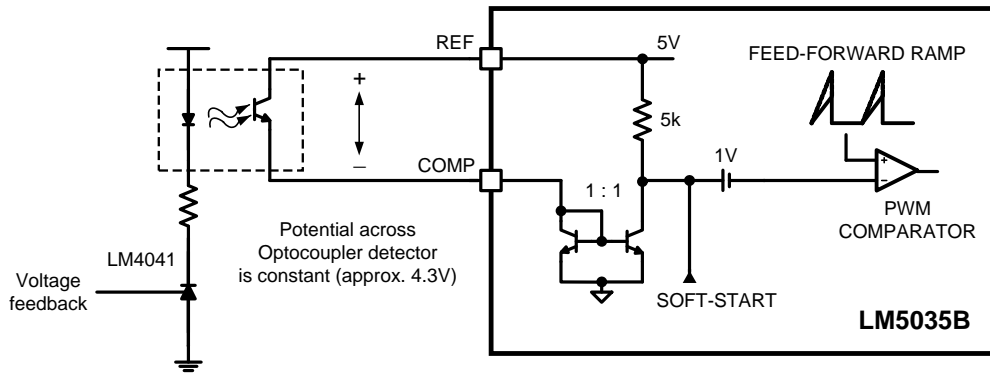 REF
5V
FEED-FORWARD RAMP
+
5k
1V
+
–
COMP
–
1 : 1
PWM
COMPARATOR
Potential across
Optocoupler detector
is constant (approx. 4.3V)
LM4041
Voltage
feedback
SOFT-START
LM5035B